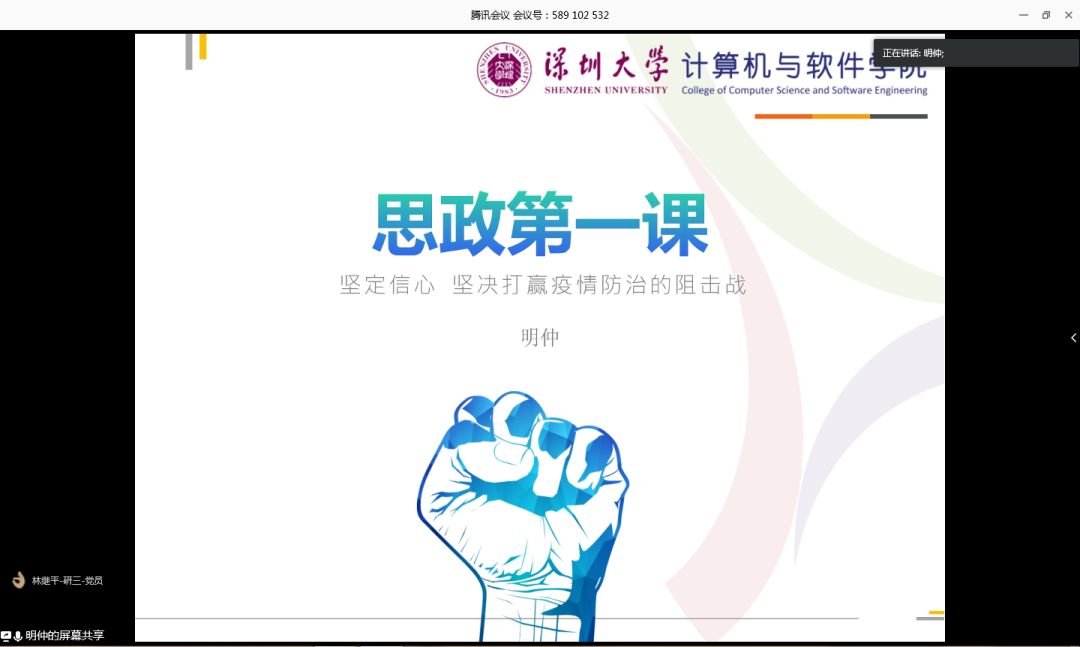 腾讯会议 会议号：589 102 532
正在讲话: 明仲;
深圳大学
SHENZHEN UNIVERSITY
SHENZHEN UNIVERSITY
1983
计算机与软件学院
College of Computer Science and Software Engineering
思政第一课
坚定信心 坚决打赢疫情防治的阻击战
明仲
林继平-研三-党员
明仲的屏幕共享